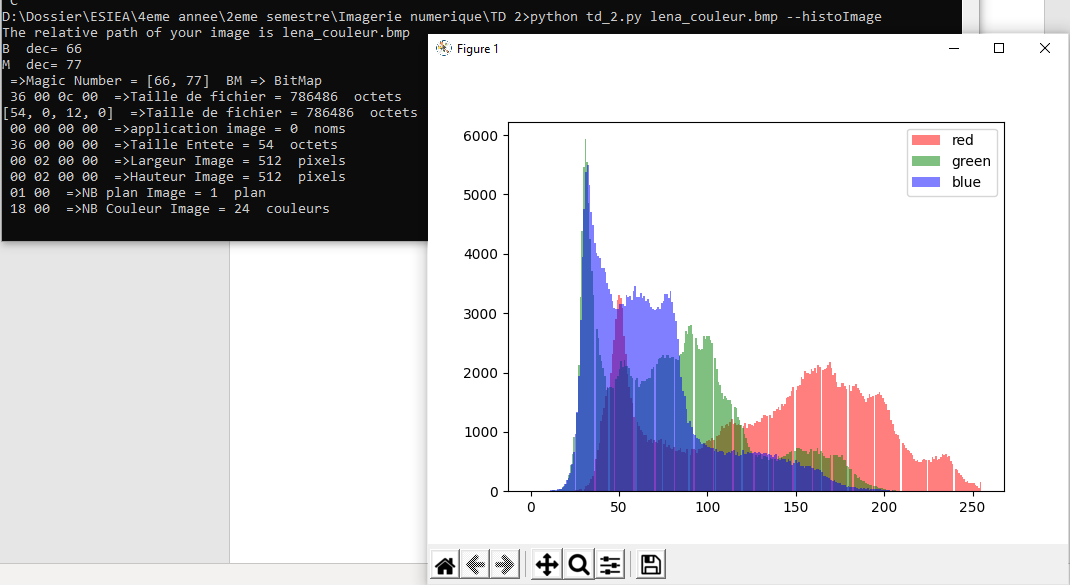 D:\Dossier\ESIEA\4eme annee\2eme semestre\Imagerie numerique\TD 2>python td_2.py lena_couleur.bmp --histoImage
The relative path of your image is lena_couleur.bmp
B  dec= 66
M  dec= 77
 =>Magic Number = [66, 77]  BM => BitMap
 36 00 0c 00  =>Taille de fichier = 786486  octets
[54, 0, 12, 0]  =>Taille de fichier = 786486  octets
 00 00 00 00  =>application image = 0  noms
 36 00 00 00  =>Taille Entete = 54  octets
 00 02 00 00  =>Largeur Image = 512  pixels
 00 02 00 00  =>Hauteur Image = 512  pixels
 01 00  =>NB plan Image = 1  plan
 18 00  =>NB Couleur Image = 24  couleurs
Figure 1
6000
5000
4000
3000
2000
1000
0
red
green
blue
0 50 100 150 200 250